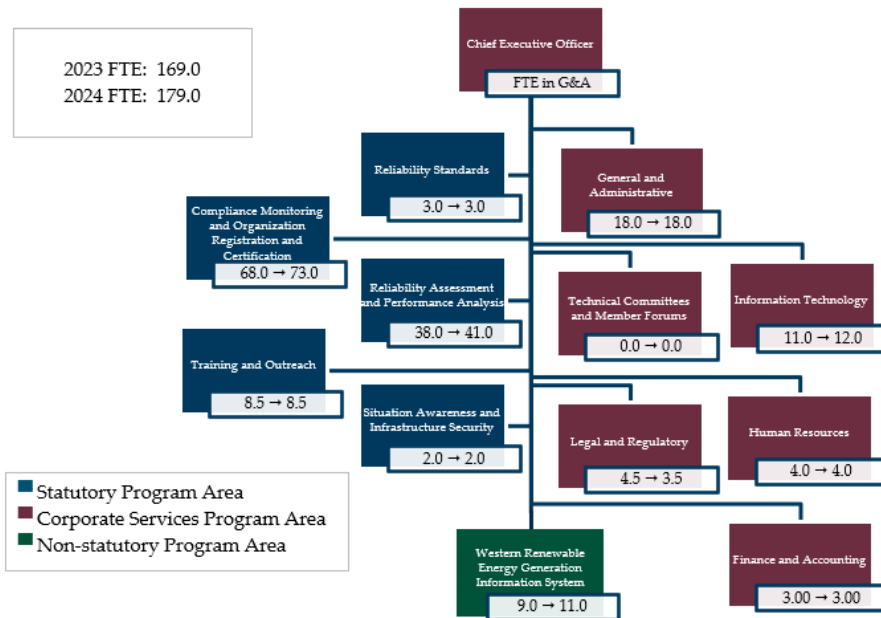 2023 FTE: 169.0
2024 FTE: 179.0
Chief Executive Officer
FTE in G&A
Reliability Standards
3.0 → 3.0
General and
Administrative
18.0 → 18.0
Compliance Monitoring
and Organization
Registration and
Certification
68.0 → 73.0
Reliability Assessment
and Performance Analysis
38.0 → 41.0
Technical Committees
and Member Forums
0.0 → 0.0
Information Technology
11.0 → 12.0
Training and Outreach
8.5 → 8.5
Situation Awareness and
Infrastructure Security
2.0 → 2.0
Legal and Regulatory
4.5 → 3.5
Human Resources
4.0 → 4.0
Statutory Program Area
Corporate Services Program Area
Non-statutory Program Area
Western Renewable
Energy Generation
Information System
9.0 → 11.0
Finance and Accounting
3.00 → 3.00